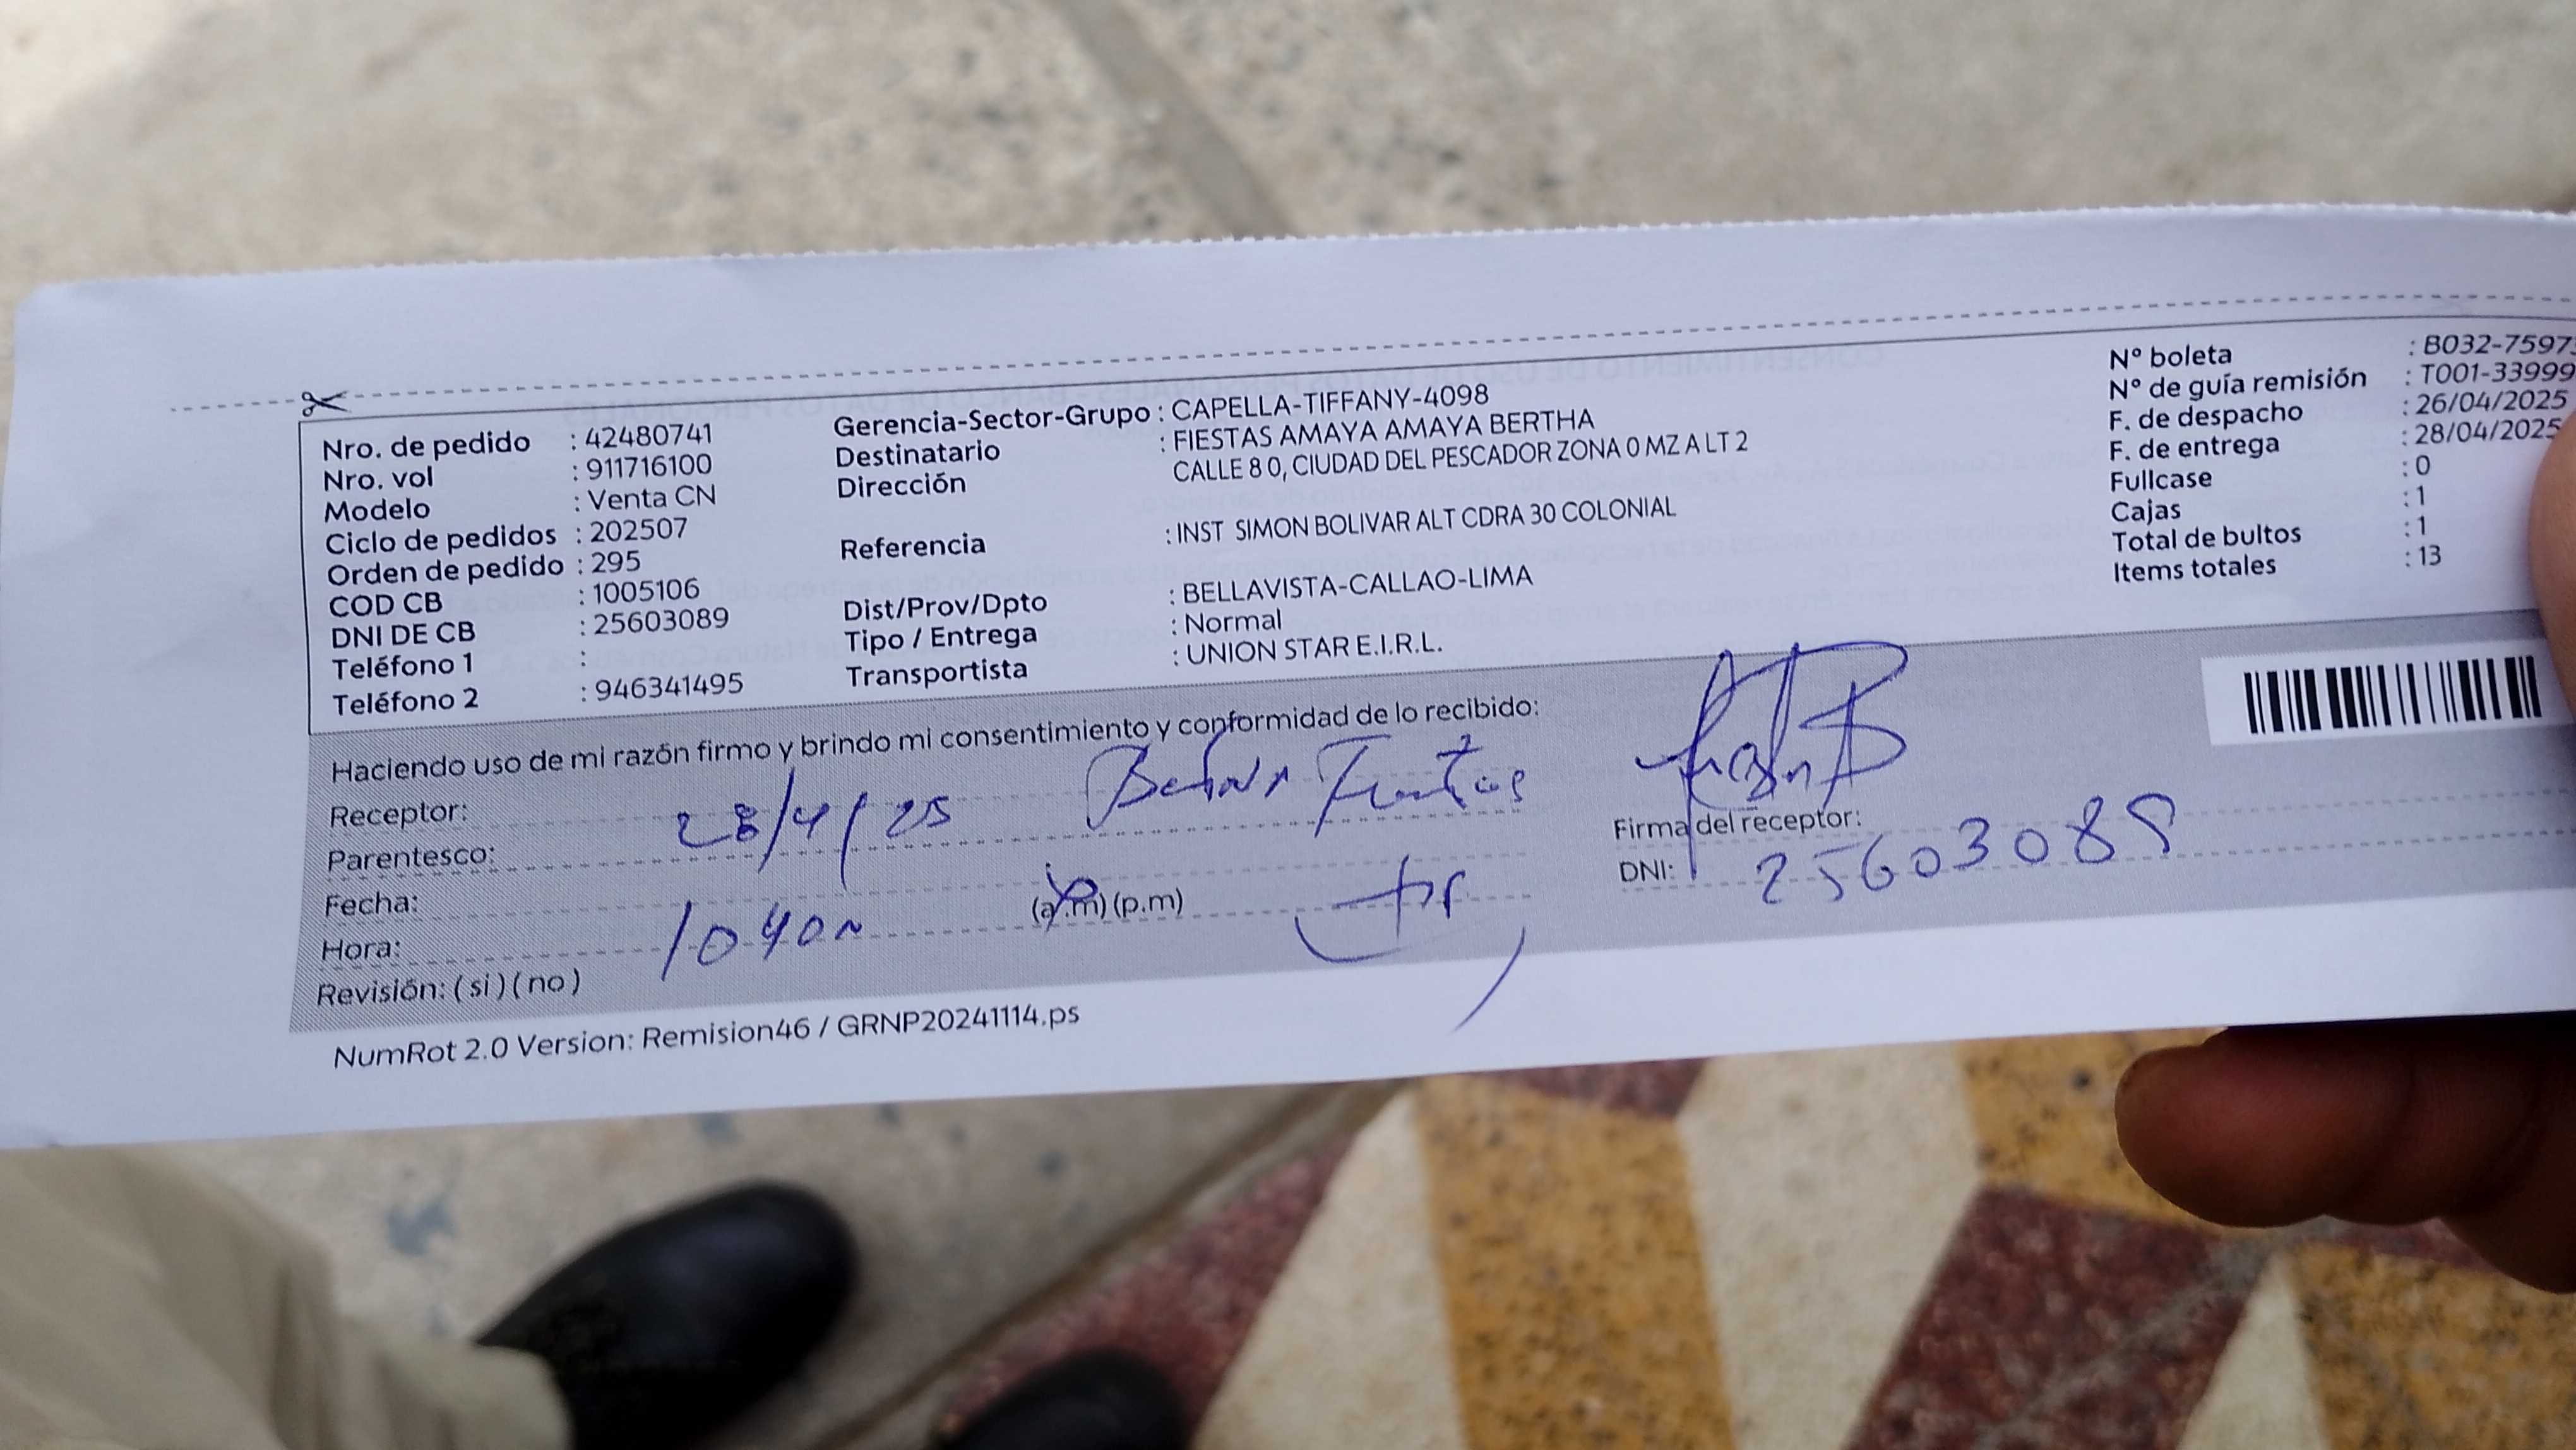 Nro. de pedido : 42480741
Nro. vol : 911716100
Modelo : Venta CN
Ciclo de pedidos : 202507
Orden de pedido : 295
COD CB : 1005106
DNI DE CB : 25603089
Teléfono 1 :
Teléfono 2 : 946341495
Gerencia-Sector-Grupo : CAPELLA-TIFFANY-4098
Destinatario : FIESTAS AMAYA AMAYA BERTHA
Dirección CALLE 8 0, CIUDAD DEL PESCADOR ZONA 0 MZ A LT 2
Referencia : INST SIMON BOLIVAR ALT CDRA 30 COLONIAL
Dist/Prov/Dpto : BELLAVISTA-CALLAO-LIMA
Tipo / Entrega : Normal
Transportista : UNION STAR E.I.R.L.
Nº boleta : B032-7597
Nº de guía remisión : T001-33999
F. de despacho : 26/04/2025
F. de entrega : 28/04/2025
Fullcase : 0
Cajas : 1
Total de bultos : 1
Items totales : 13
Haciendo uso de mi razón firmo y brindo mi consentimiento y conformidad de lo recibido:
Receptor:
Parentesco:
Fecha: 28/4/25
Hora: 1040 (a.m) (p.m)
Revisión: (si) (no)
Firma del receptor:
DNI: 25603089
NumRot 2.0 Version: Remision46 / GRNP20241114.ps